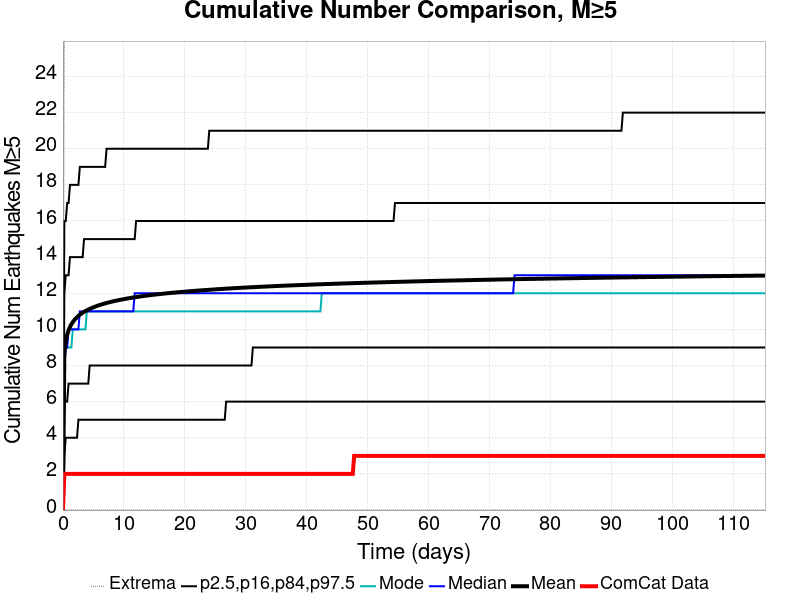 Cumulative Number Comparison, M≥5
Cumulative Num Earthquakes M≥5
24
22
20
18
16
14
12
10
8
6
4
2
0
0 10 20 30 40 50 60 70 80 90 100 110
Time (days)
Extrema p2.5,p16,p84,p97.5 Mode Median Mean ComCat Data